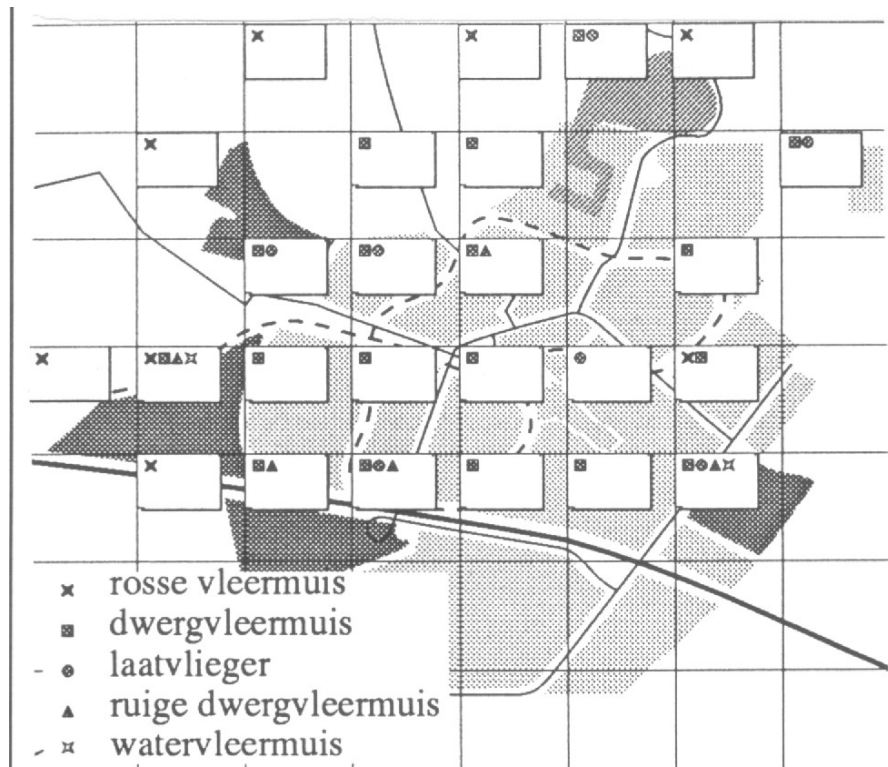 rosse vleermuis
dwergvleermuis
laatvlieger
ruige dwergvleermuis
watervleermuis